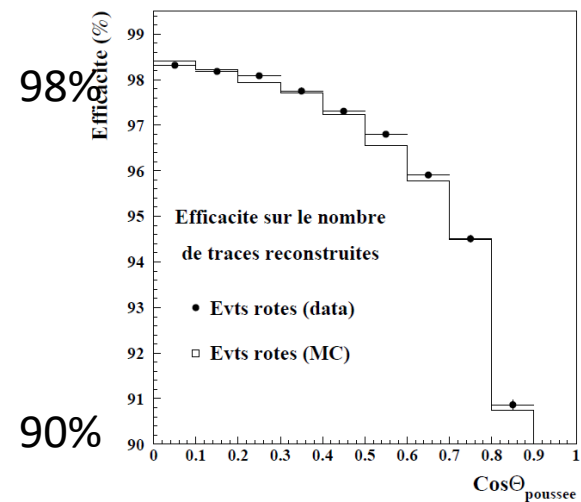 98%
90%
Efficacite (%)
99
98
97
96
95
94
93
92
91
90
Efficacite sur le nombre
de traces reconstruites
Evts rotes (data)
Evts rotes (MC)
0 0.1 0.2 0.3 0.4 0.5 0.6 0.7 0.8 0.9 1
CosΘpoussee